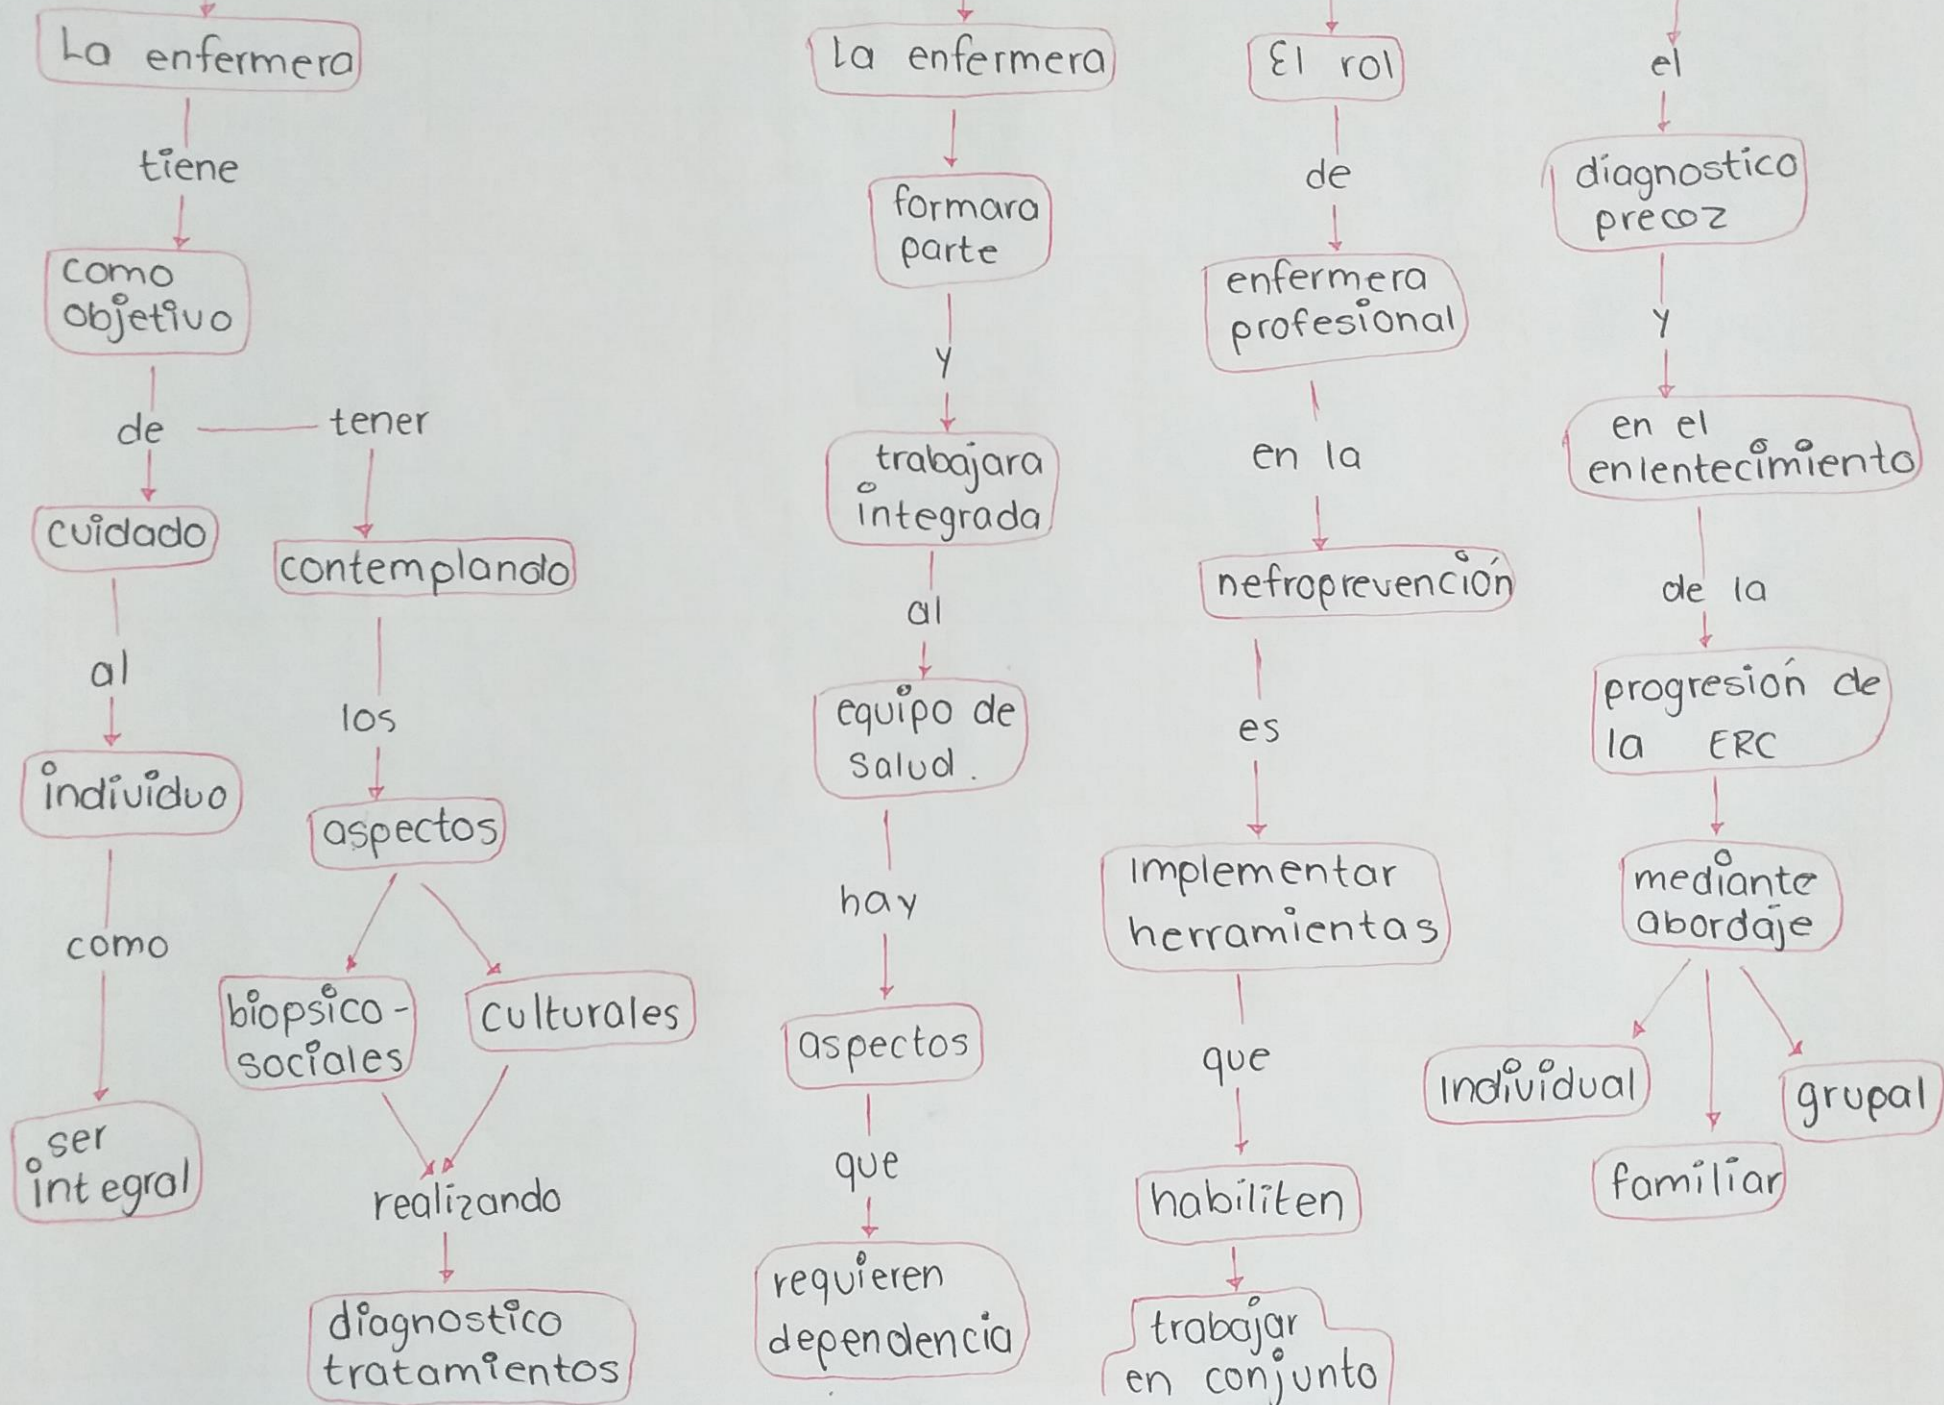 La enfermera
tiene
como
objetivo
de
tener
cuidado
contemplando
al
los
individuo
aspectos
como
biopsico-
sociales
culturales
ser
integral
realizando
diagnostico
tratamientos
La enfermera
formara
parte
y
trabajara
integrada
al
equipo de
salud.
hay
aspectos
que
requieren
dependencia
El rol
de
enfermera
profesional
en la
nefroprevención
es
Implementar
herramientas
que
habiliten
trabajar
en conjunto
el
diagnostico
precoz
y
en el
enlentecimiento
de la
progresión de
la ERC
mediante
abordaje
Individual
grupal
familiar